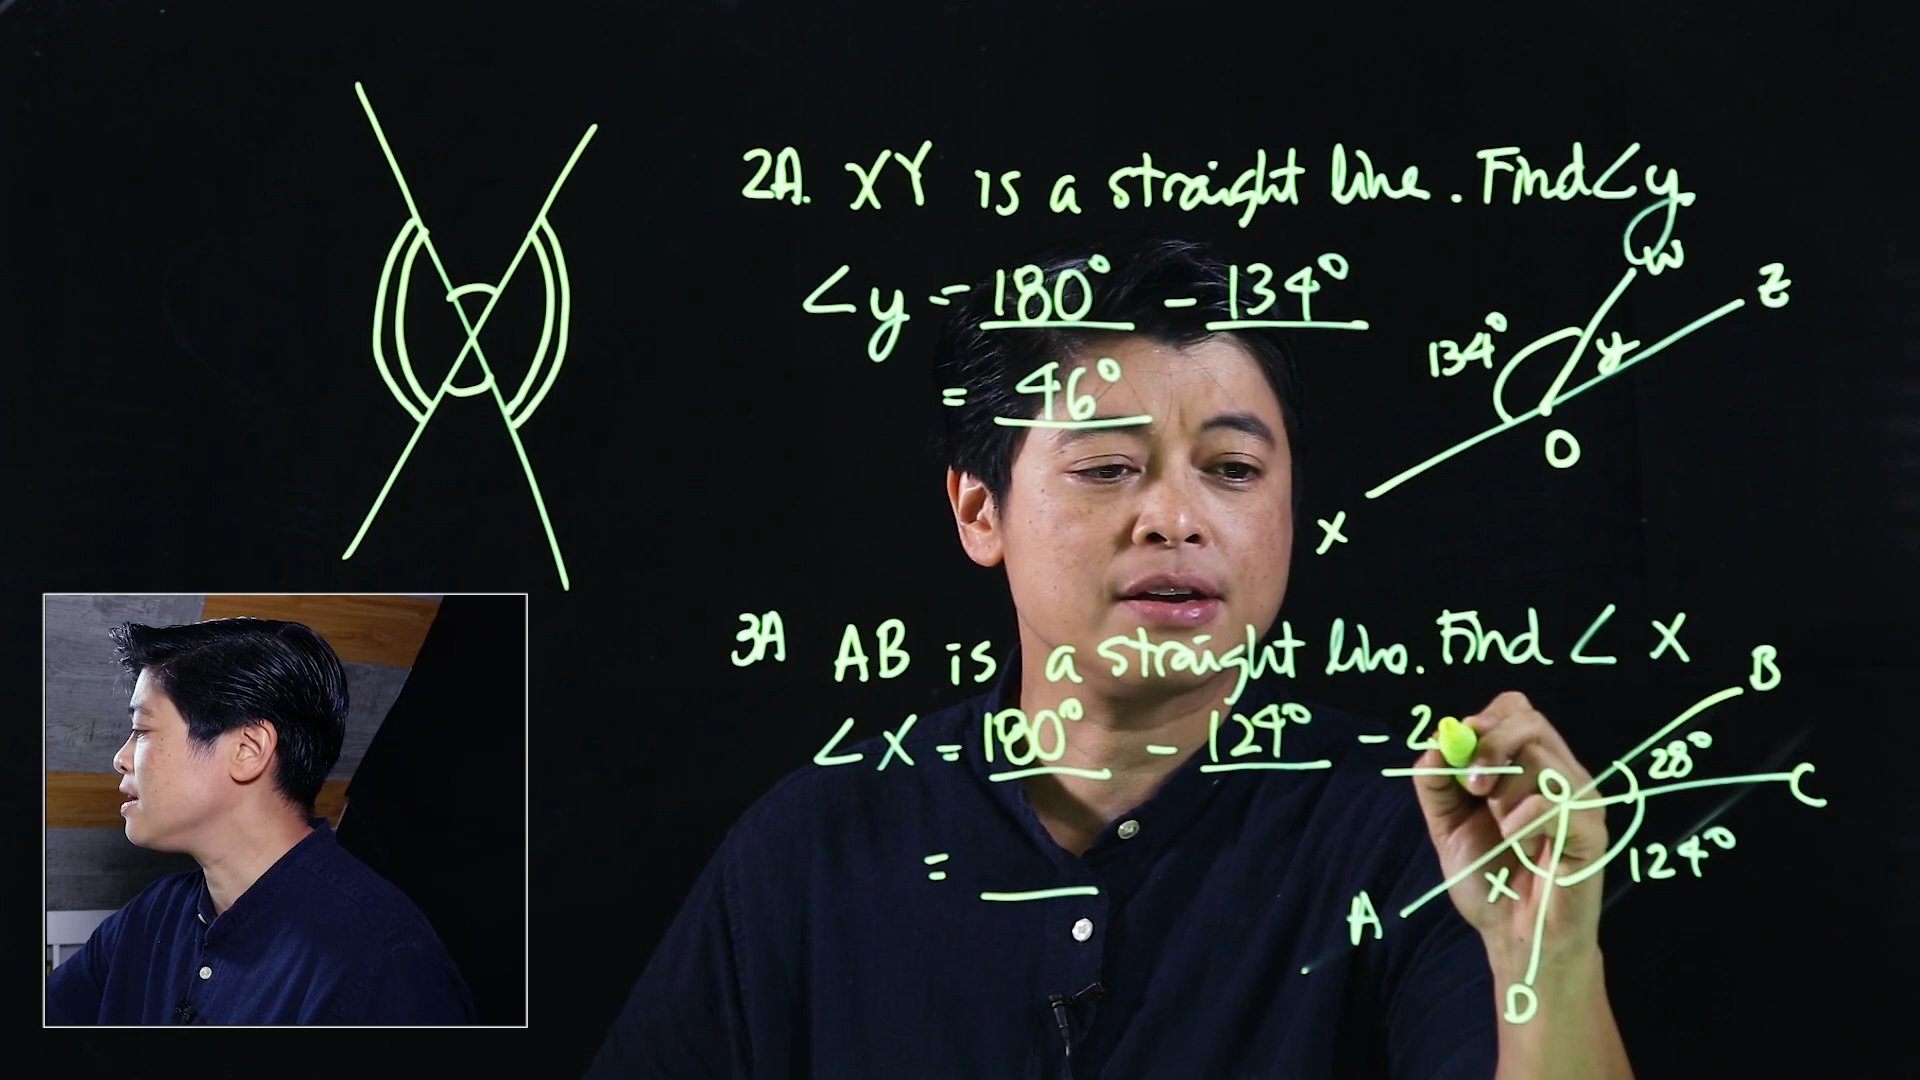 2A. XY is a straight line. Find ∠y
∠y = 180° - 134°
= 46°
W
Z
134°
y
O
X
3A AB is a straight line. Find ∠X
∠X = 180° - 124° - 2
=
B
28°
O
C
124°
x
A
D